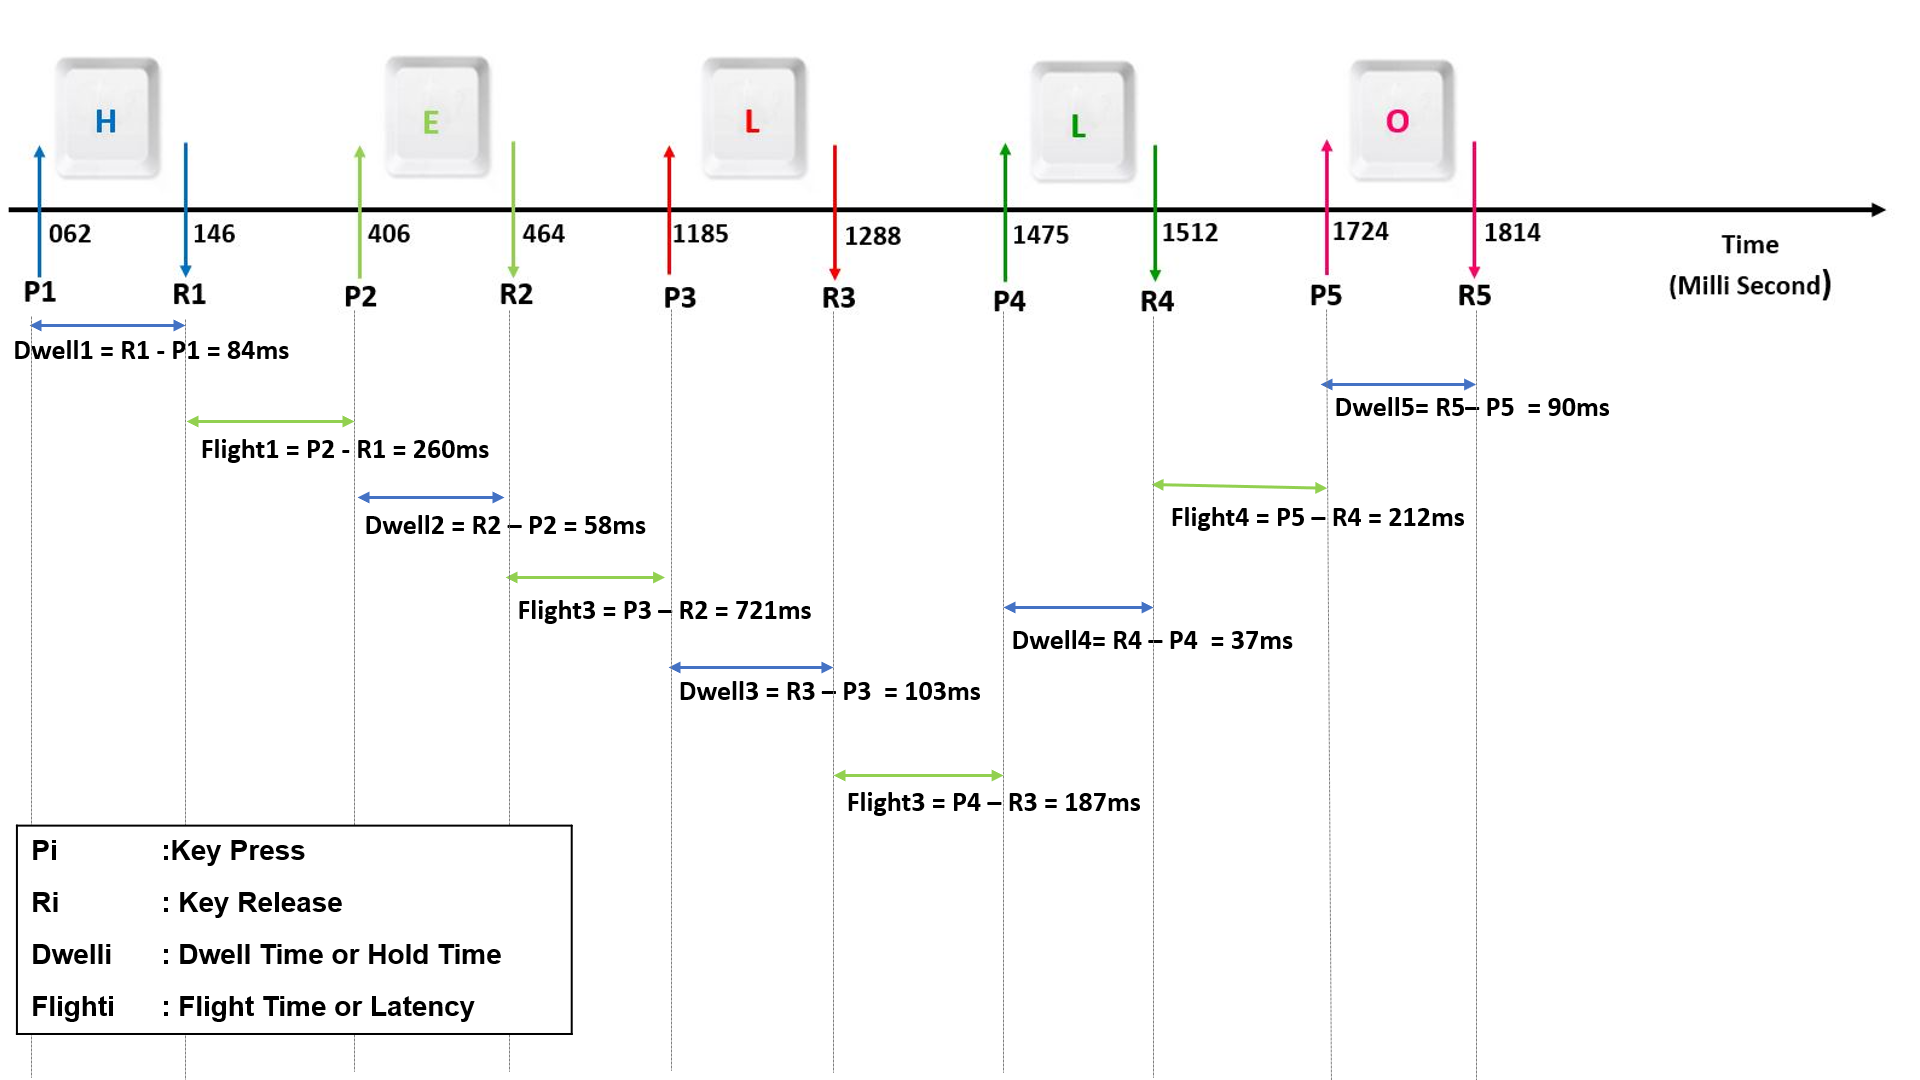 H E L L O
062 146 406 464 1185 1288 1475 1512 1724 1814 Time
(Milli Second)
P1 R1 P2 R2 P3 R3 P4 R4 P5 R5
Dwell1 = R1 - P1 = 84ms
Dwell5= R5– P5 = 90ms
Flight1 = P2 - R1 = 260ms
Dwell2 = R2 – P2 = 58ms
Flight4 = P5 – R4 = 212ms
Flight3 = P3 – R2 = 721ms
Dwell4= R4 – P4 = 37ms
Dwell3 = R3 – P3 = 103ms
Flight3 = P4 – R3 = 187ms
Pi :Key Press
Ri : Key Release
Dwelli : Dwell Time or Hold Time
Flighti : Flight Time or Latency